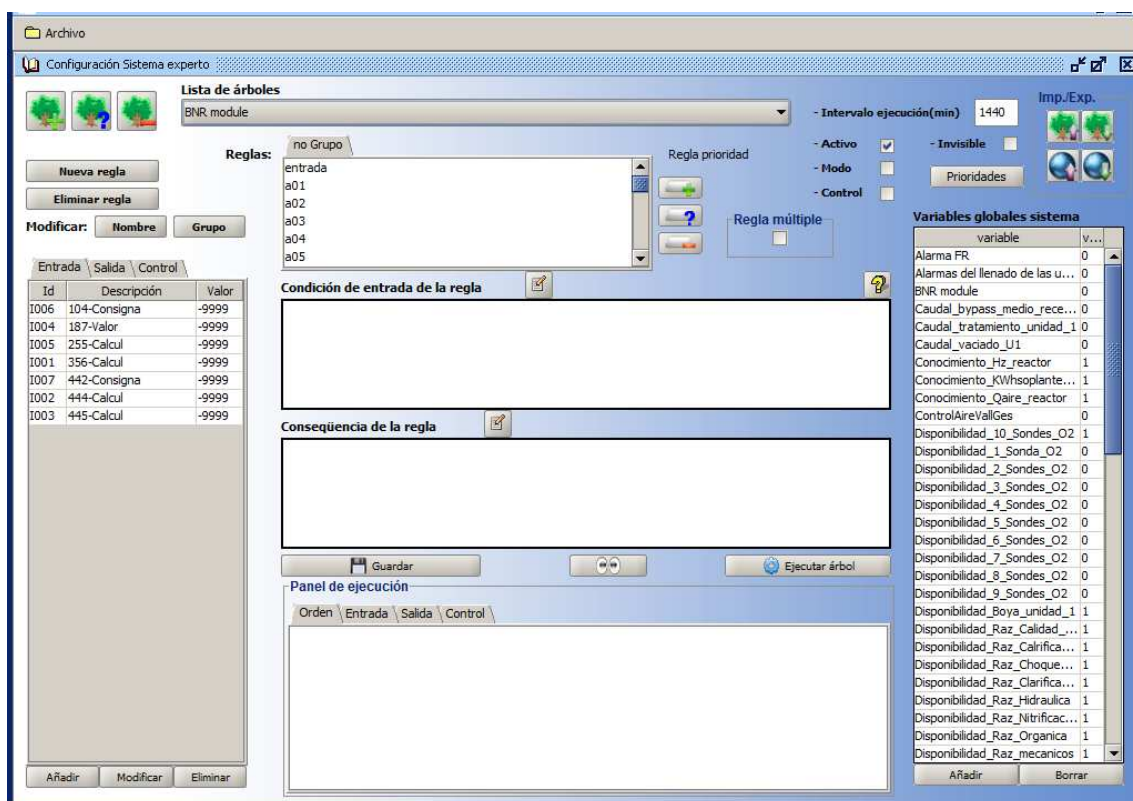 Archivo
Configuración Sistema experto
Lista de árboles
BNR module
- Intervalo ejecución(min) 1440
Imp./Exp.
Reglas:
no Grupo
entrada
a01
a02
a03
a04
a05
Regla prioridad
Regla múltiple
- Activo
- Modo
- Control
- Invisible
Prioridades
Nueva regla
Eliminar regla
Modificar: Nombre Grupo
Entrada Salida Control
Id Descripción Valor
I006 104-Consigna -9999
I004 187-Valor -9999
I005 255-Calcul -9999
I001 356-Calcul -9999
I007 442-Consigna -9999
I002 444-Calcul -9999
I003 445-Calcul -9999
Añadir Modificar Eliminar
Condición de entrada de la regla
Conseqüencia de la regla
Guardar
Ejecutar árbol
Panel de ejecución
Orden Entrada Salida Control
Variables globales sistema
variable v...
Alarma FR 0
Alarmas del llenado de las u... 0
BNR module 0
Caudal_bypass_medio_rece... 0
Caudal_tratamiento_unidad_1 0
Caudal_vaciado_U1 0
Conocimiento_Hz_reactor 1
Conocimiento_KWhsoplante... 1
Conocimiento_Qaire_reactor 1
ControlAireVallGes 0
Disponibilidad_10_Sondes_O2 1
Disponibilidad_1_Sonda_O2 0
Disponibilidad_2_Sondes_O2 0
Disponibilidad_3_Sondes_O2 0
Disponibilidad_4_Sondes_O2 0
Disponibilidad_5_Sondes_O2 0
Disponibilidad_6_Sondes_O2 0
Disponibilidad_7_Sondes_O2 0
Disponibilidad_8_Sondes_O2 0
Disponibilidad_9_Sondes_O2 0
Disponibilidad_Boya_unidad_1 1
Disponibilidad_Raz_Calidad_... 1
Disponibilidad_Raz_Calrifica... 1
Disponibilidad_Raz_Choque... 1
Disponibilidad_Raz_Clarifica... 1
Disponibilidad_Raz_Hidraulica 1
Disponibilidad_Raz_Nitrificac... 1
Disponibilidad_Raz_Organica 1
Disponibilidad_Raz_mecanicos 1
Añadir Borrar